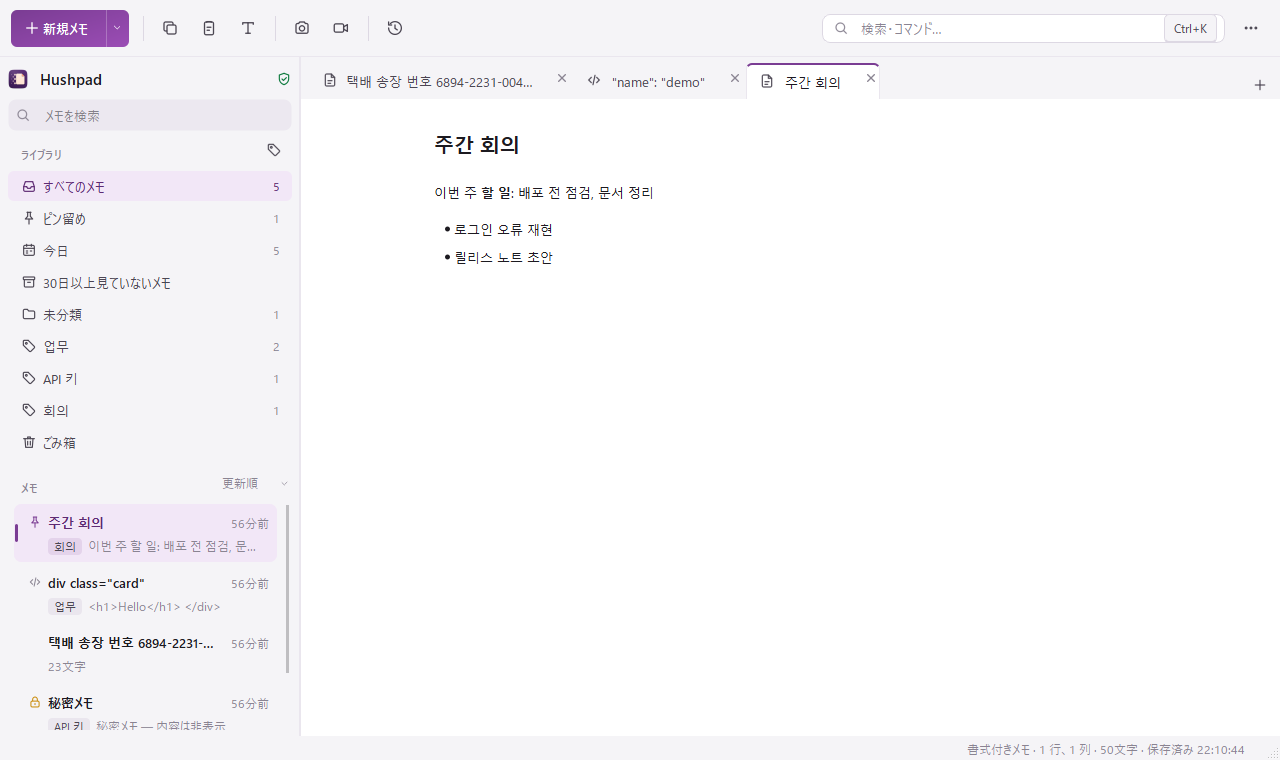 新規メモ
検索・コマンド...
Ctrl+K
Hushpad
メモを検索
ライブラリ
すべてのメモ 5
ピン留め 1
今日 5
30日以上見ていないメモ
未分類 1
업무 2
API 키 1
회의 1
ごみ箱
メモ 更新順
주간 회의 56分前
회의 이번 주 할 일: 배포 전 점검, 문...
div class="card" 56分前
업무 <h1>Hello</h1> </div>
택배 송장 번호 6894-2231-... 56分前
23文字
秘密メモ 56分前
API 키 秘密メモ — 内容は非表示
택배 송장 번호 6894-2231-004...
"name": "demo"
주간 회의
주간 회의
이번 주 할 일: 배포 전 점검, 문서 정리
• 로그인 오류 재현
• 릴리스 노트 초안
書式付きメモ · 1 行、1 列 · 50文字 · 保存済み 22:10:44